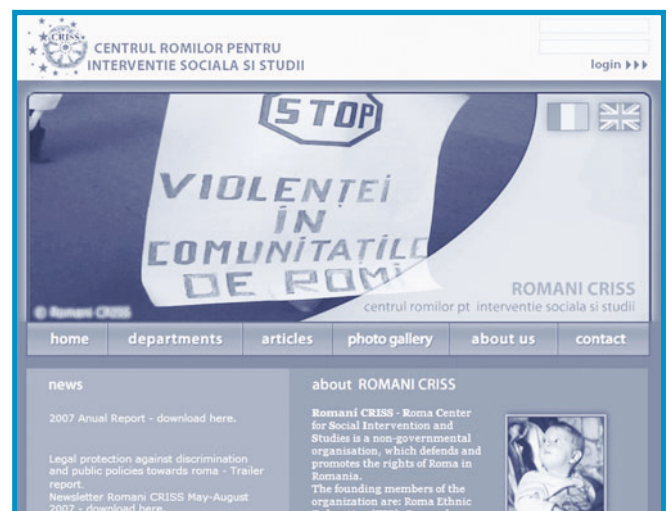 CRISS
CENTRUL ROMILOR PENTRU
INTERVENTIE SOCIALA SI STUDII
login
STOP
VIOLENȚEI
ÎN
COMUNITATILE
DE ROMI
ROMANI CRISS
centrul romilor pt interventie sociala si studii
© Romani CRISS
home departments articles photo gallery about us contact
news
2007 Anual Report - download here.
Legal protection against discrimination
and public policies towards roma - Trailer
report.
Newsletter Romani CRISS May-August
2007 - download here.
about ROMANI CRISS
Romani CRISS - Roma Center
for Social Intervention and
Studies is a non-governmental
organisation, which defends and
promotes the rights of Roma in
Romania.
The founding members of the
organization are: Roma Ethnic